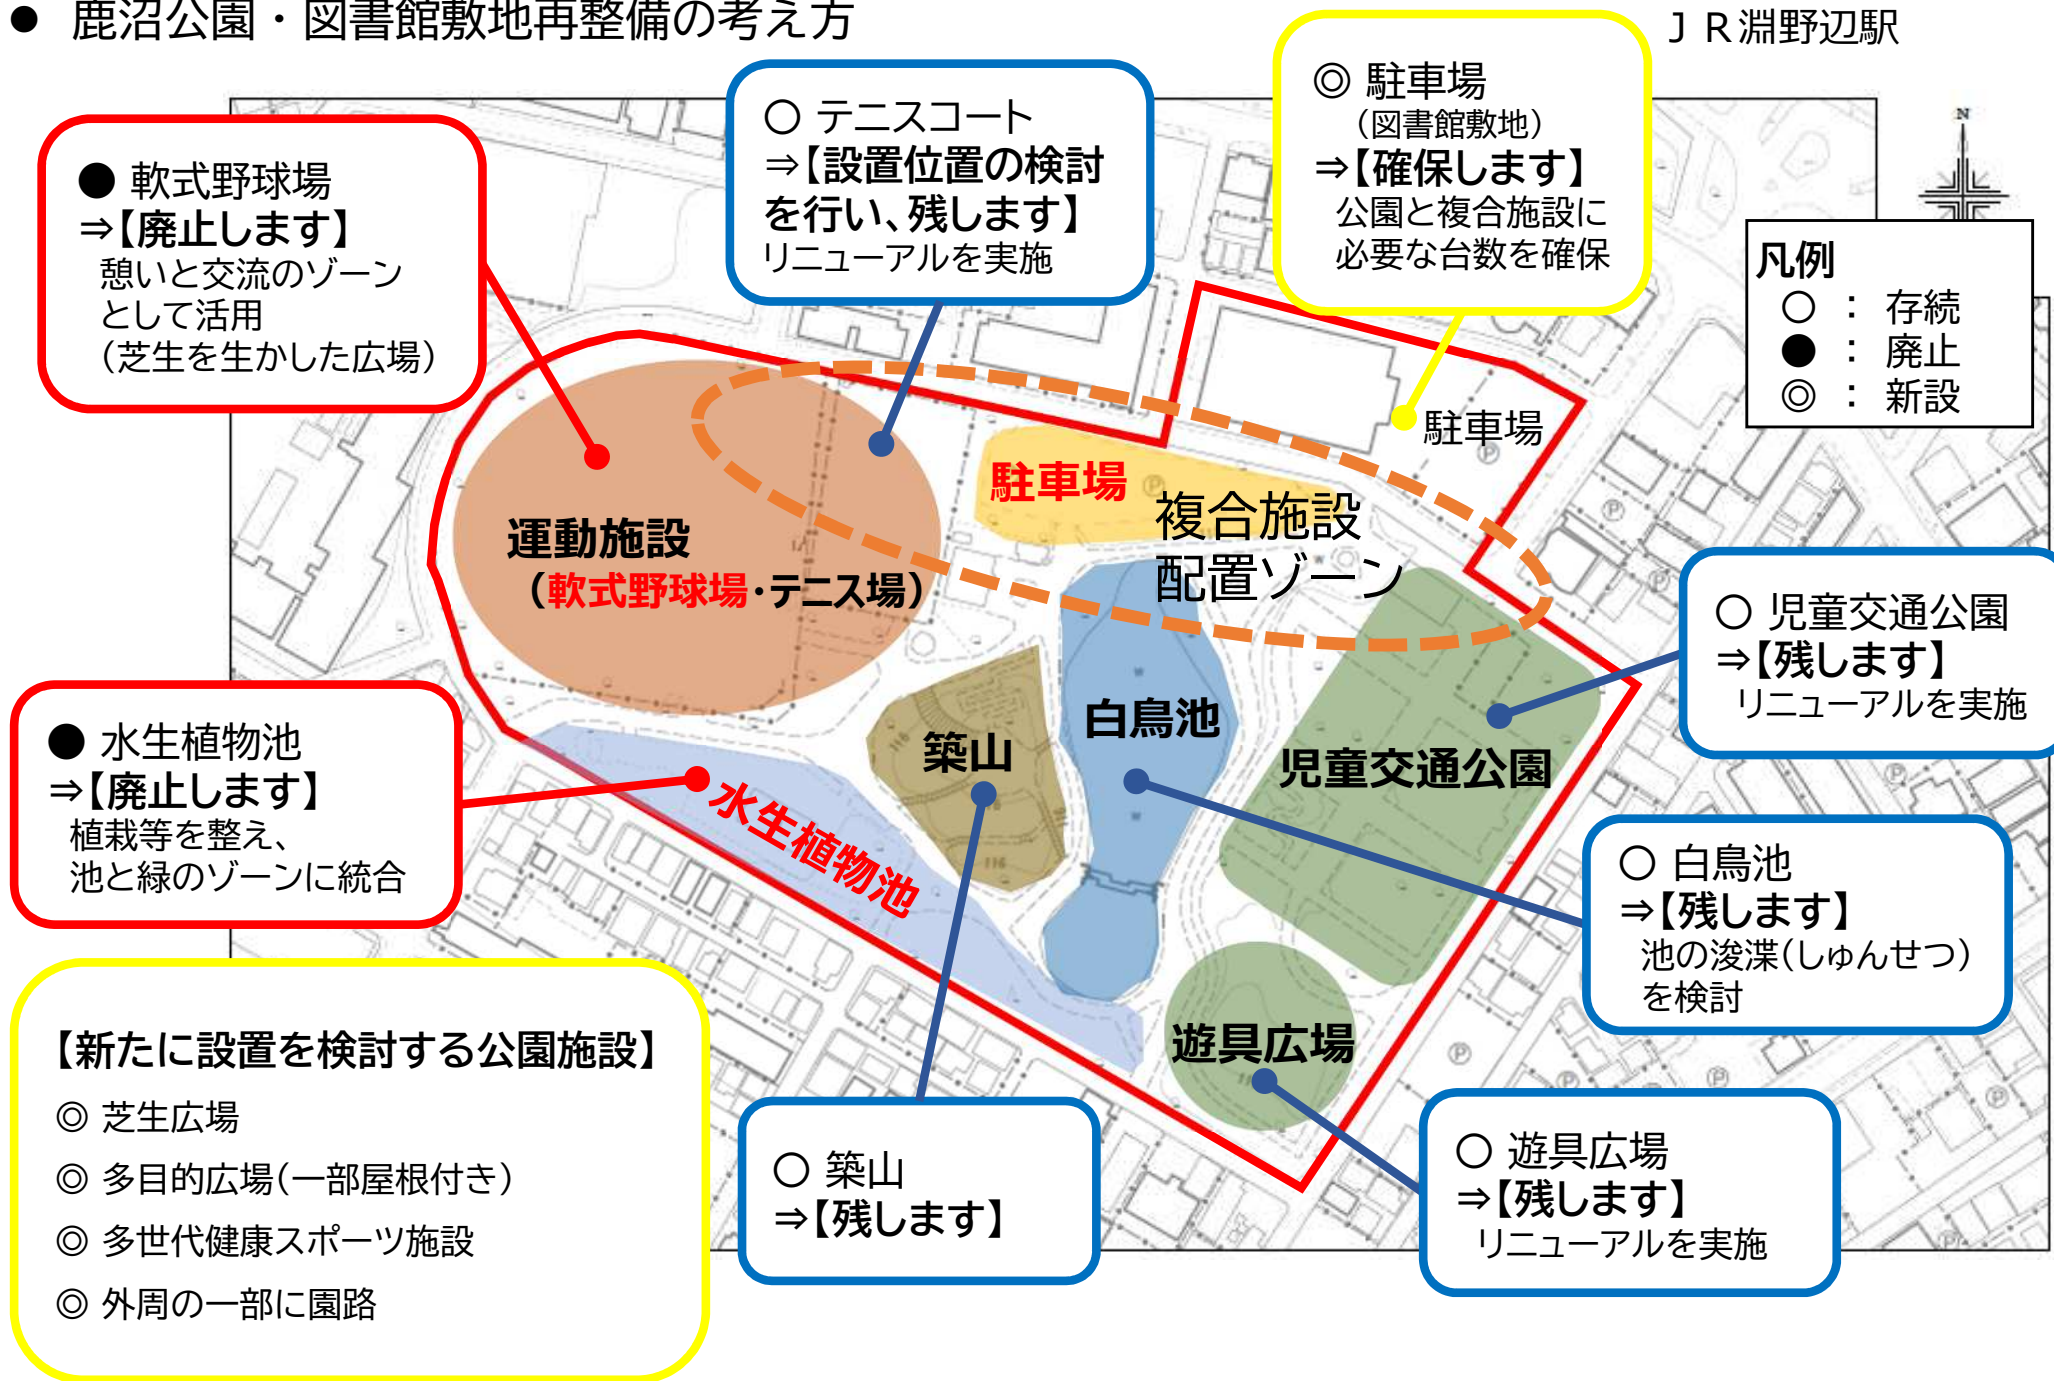 ● 鹿沼公園・図書館敷地再整備の考え方
ＪＲ淵野辺駅
● 軟式野球場
⇒【廃止します】
憩いと交流のゾーン
として活用
（芝生を生かした広場）
○ テニスコート
⇒【設置位置の検討
を行い、残します】
リニューアルを実施
◎ 駐車場
（図書館敷地）
⇒【確保します】
公園と複合施設に
必要な台数を確保
N
凡例
○ ： 存続
● ： 廃止
◎ ： 新設
駐車場
駐車場
複合施設
配置ゾーン
運動施設
（軟式野球場・テニス場）
○ 児童交通公園
⇒【残します】
リニューアルを実施
● 水生植物池
⇒【廃止します】
植栽等を整え、
池と緑のゾーンに統合
築山
白鳥池
児童交通公園
水生植物池
○ 白鳥池
⇒【残します】
池の浚渫（しゅんせつ）
を検討
遊具広場
【新たに設置を検討する公園施設】
◎ 芝生広場
◎ 多目的広場（一部屋根付き）
◎ 多世代健康スポーツ施設
◎ 外周の一部に園路
○ 築山
⇒【残します】
○ 遊具広場
⇒【残します】
リニューアルを実施